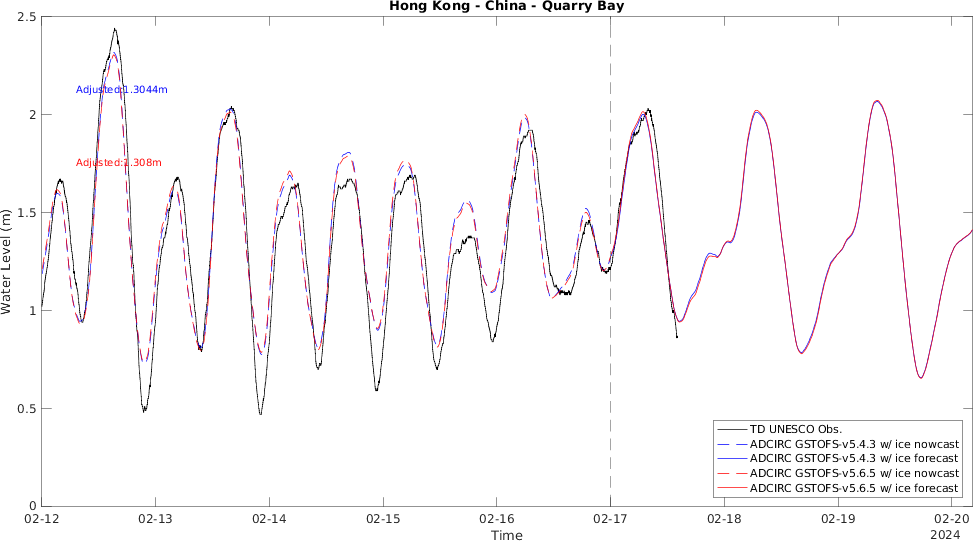 Hong Kong - China - Quarry Bay
2.5
2
1.5
1
0.5
0
Water Level (m)
Adjusted:1.3044m
Adjusted:1.308m
TD UNESCO Obs.
ADCIRC GSTOFS-v5.4.3 w/ ice nowcast
ADCIRC GSTOFS-v5.4.3 w/ ice forecast
ADCIRC GSTOFS-v5.6.5 w/ ice nowcast
ADCIRC GSTOFS-v5.6.5 w/ ice forecast
02-12 02-13 02-14 02-15 02-16 02-17 02-18 02-19 02-20
Time
2024